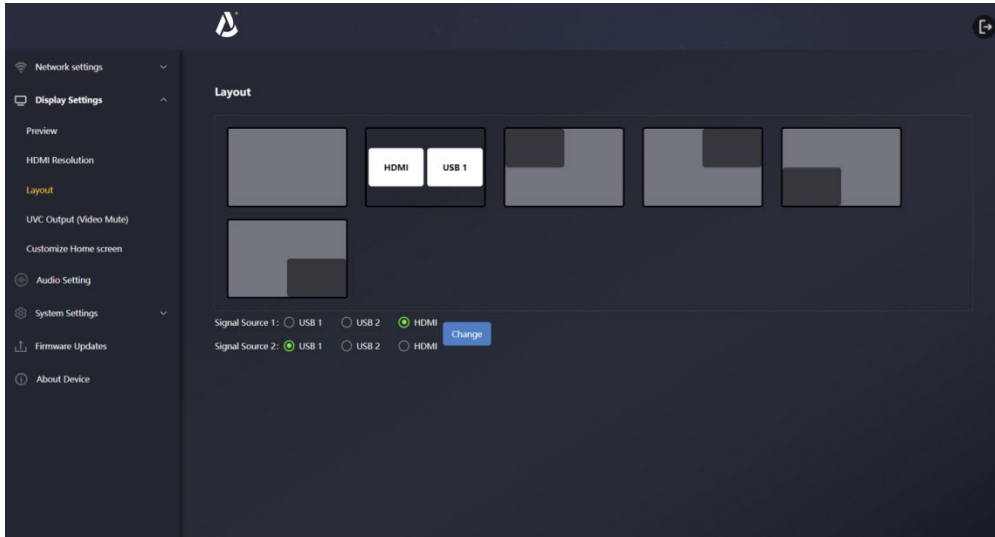 Network settings
Display Settings
Preview
HDMI Resolution
Layout
UVC Output (Video Mute)
Customize Home screen
Audio Setting
System Settings
Firmware Updates
About Device
Layout
HDMI USB 1
Signal Source 1: USB 1 USB 2 HDMI
Change
Signal Source 2: USB 1 USB 2 HDMI